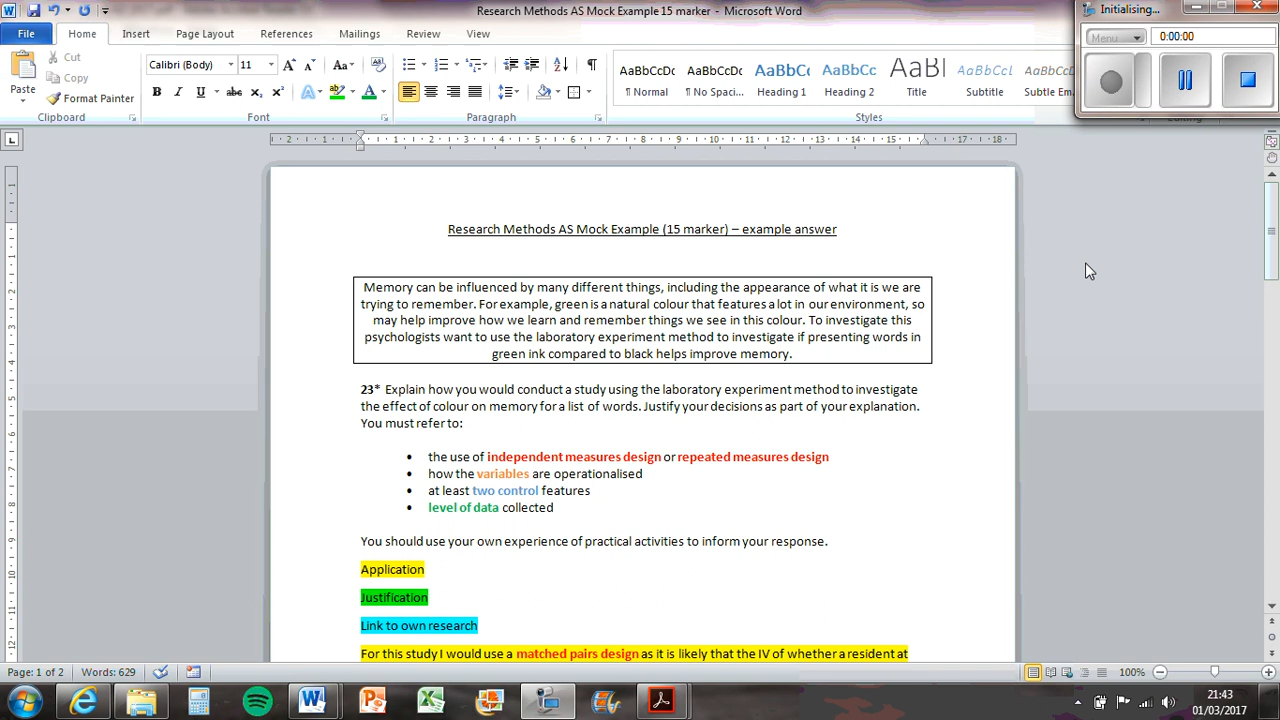 Research Methods AS Mock Example 15 marker - Microsoft Word
Initialising...
File Home Insert Page Layout References Mailings Review View
Menu 0:00:00
Cut
Copy
Format Painter
Paste
Clipboard
Calibri (Body) 11
Font
Paragraph
AaBbCcDc AaBbCcDc AaBbCc AaBbCc AaBl AaBbCcDc AaBbCcDc
¶ Normal ¶ No Spaci... Heading 1 Heading 2 Title Subtitle Subtle Em...
Styles
Research Methods AS Mock Example (15 marker) – example answer
Memory can be influenced by many different things, including the appearance of what it is we are
trying to remember. For example, green is a natural colour that features a lot in our environment, so
may help improve how we learn and remember things we see in this colour. To investigate this
psychologists want to use the laboratory experiment method to investigate if presenting words in
green ink compared to black helps improve memory.
23* Explain how you would conduct a study using the laboratory experiment method to investigate
the effect of colour on memory for a list of words. Justify your decisions as part of your explanation.
You must refer to:
• the use of independent measures design or repeated measures design
• how the variables are operationalised
• at least two control features
• level of data collected
You should use your own experience of practical activities to inform your response.
Application
Justification
Link to own research
For this study I would use a matched pairs design as it is likely that the IV of whether a resident at
Page: 1 of 2 Words: 629 100%
21:43
01/03/2017